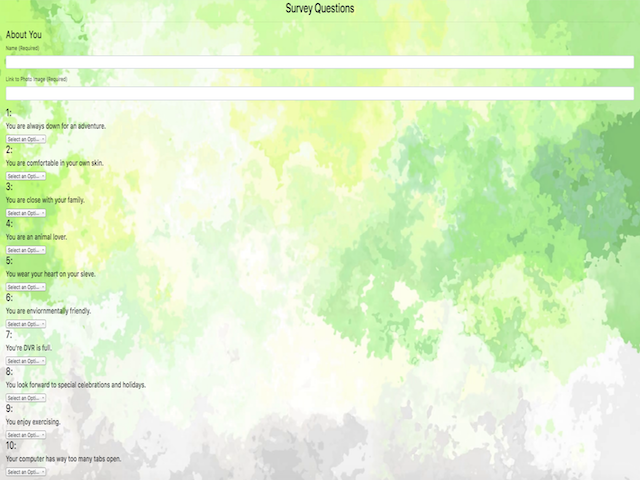 Survey Questions
About You
Name (Required)
Link to Photo Image (Required)
1:
You are always down for an adventure.
Select an Opti...
2:
You are comfortable in your own skin.
Select an Opti...
3:
You are close with your family.
Select an Opti...
4:
You are an animal lover.
Select an Opti...
5:
You wear your heart on your sleve.
Select an Opti...
6:
You are enviornmentally friendly.
Select an Opti...
7:
You're DVR is full.
Select an Opti...
8:
You look forward to special celebrations and holidays.
Select an Opti...
9:
You enjoy exercising.
Select an Opti...
10:
Your computer has way too many tabs open.
Select an Opti...